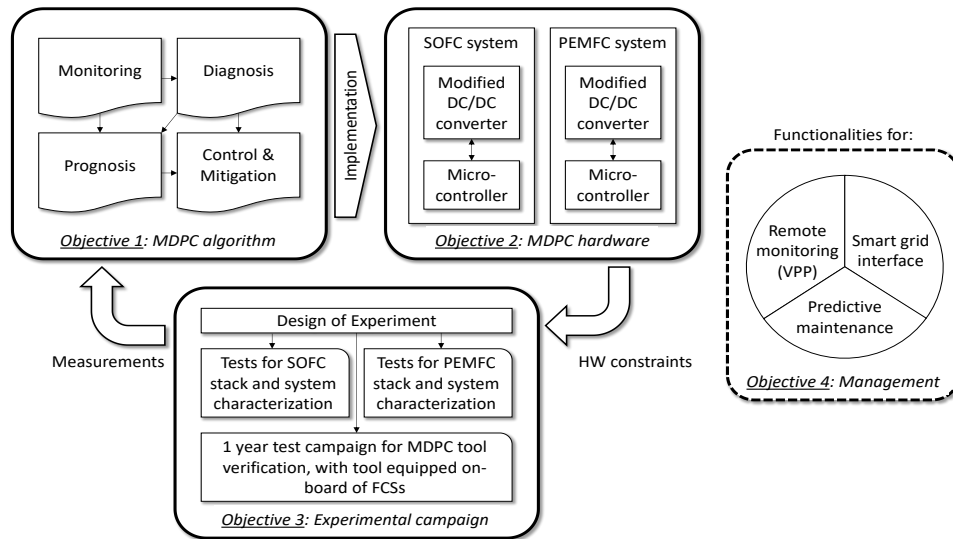 Monitoring
Diagnosis
Prognosis
Control &
Mitigation
Objective 1: MDPC algorithm
Implementation
SOFC system
Modified
DC/DC
converter
Micro-
controller
PEMFC system
Modified
DC/DC
converter
Micro-
controller
Objective 2: MDPC hardware
Functionalities for:
Remote
monitoring
(VPP)
Smart grid
interface
Predictive
maintenance
Objective 4: Management
Measurements
HW constraints
Design of Experiment
Tests for SOFC
stack and system
characterization
Tests for PEMFC
stack and system
characterization
1 year test campaign for MDPC tool
verification, with tool equipped on-
board of FCSs
Objective 3: Experimental campaign